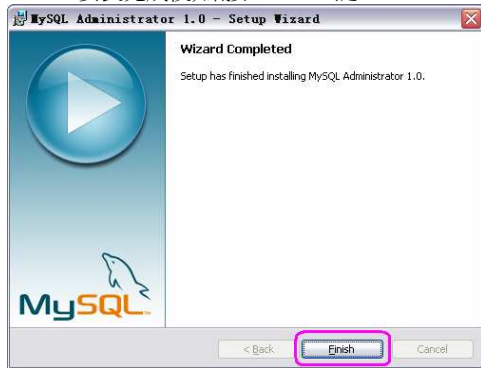 MySQL Administrator 1.0 - Setup Wizard
Wizard Completed
Setup has finished installing MySQL Administrator 1.0.
MySQL
< Back
Finish
Cancel